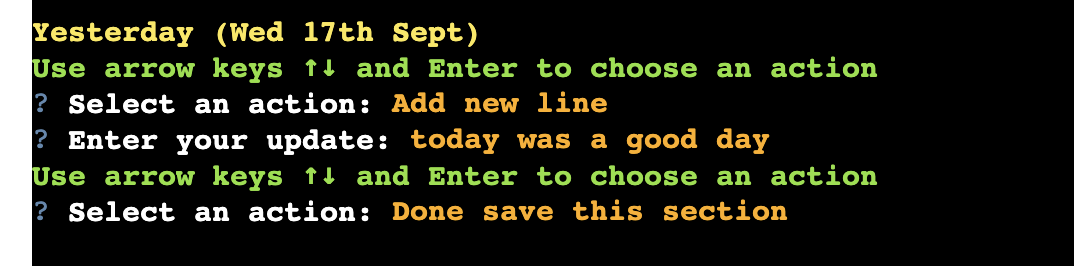 Yesterday (Wed 17th Sept)
Use arrow keys ↑↓ and Enter to choose an action
? Select an action: Add new line
? Enter your update: today was a good day
Use arrow keys ↑↓ and Enter to choose an action
? Select an action: Done save this section